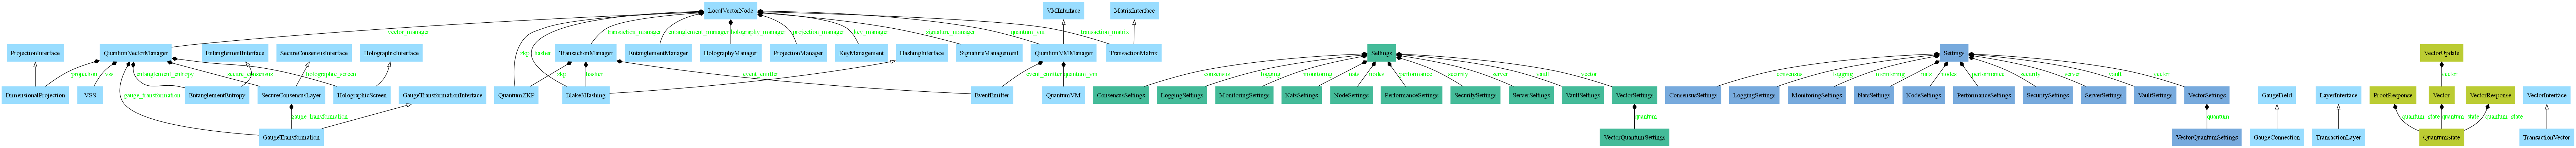 LocalVectorNode
VMInterface
MatrixInterface
vector_manager
ProjectionInterface
QuantumVectorManager
EntanglementInterface
SecureConsensusInterface
HolographicInterface
zkp
hasher
transaction_manager
entanglement_manager
holography_manager
projection_manager
key_manager
signature_manager
quantum_vm
transaction_matrix
TransactionManager
EntanglementManager
HolographyManager
ProjectionManager
KeyManagement
HashingInterface
SignatureManagement
QuantumVMManager
TransactionMatrix
projection
vss
entanglement_entropy
secure_consensus
holographic_screen
gauge_transformation
zkp
hasher
event_emitter
event_emitter
quantum_vm
DimensionalProjection
VSS
EntanglementEntropy
SecureConsensusLayer
HolographicScreen
GaugeTransformationInterface
QuantumZKP
Blake3Hashing
EventEmitter
QuantumVM
gauge_transformation
GaugeTransformation
Settings
consensus
logging
monitoring
nats
nodes
performance
security
server
vault
vector
ConsensusSettings
LoggingSettings
MonitoringSettings
NatsSettings
NodeSettings
PerformanceSettings
SecuritySettings
ServerSettings
VaultSettings
VectorSettings
quantum
VectorQuantumSettings
Settings
consensus
logging
monitoring
nats
nodes
performance
security
server
vault
vector
ConsensusSettings
LoggingSettings
MonitoringSettings
NatsSettings
NodeSettings
PerformanceSettings
SecuritySettings
ServerSettings
VaultSettings
VectorSettings
quantum
VectorQuantumSettings
GaugeField
GaugeConnection
LayerInterface
TransactionLayer
VectorUpdate
vector
ProofResponse
Vector
VectorResponse
quantum_state
quantum_state
quantum_state
QuantumState
VectorInterface
TransactionVector